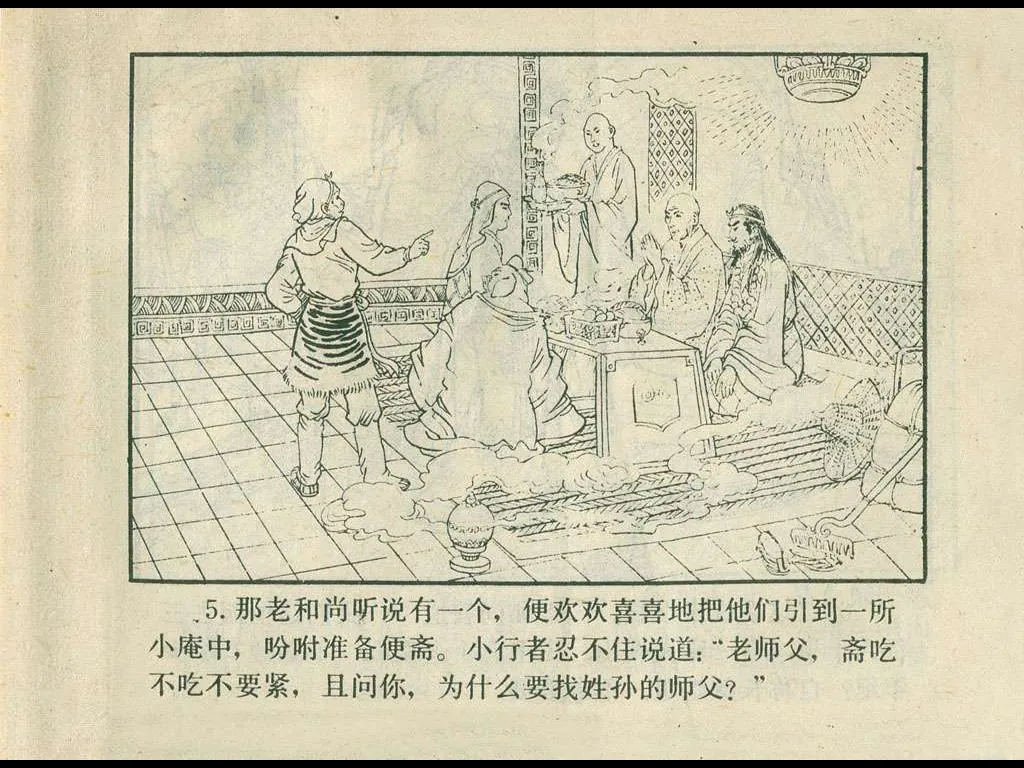 5. 那老和尚听说有一个，便欢欢喜喜地把他们引到一所
小庵中，吩咐准备便斋。小行者忍不住说道：“老师父，斋吃
不吃不要紧，且问你，为什么要找姓孙的师父？”